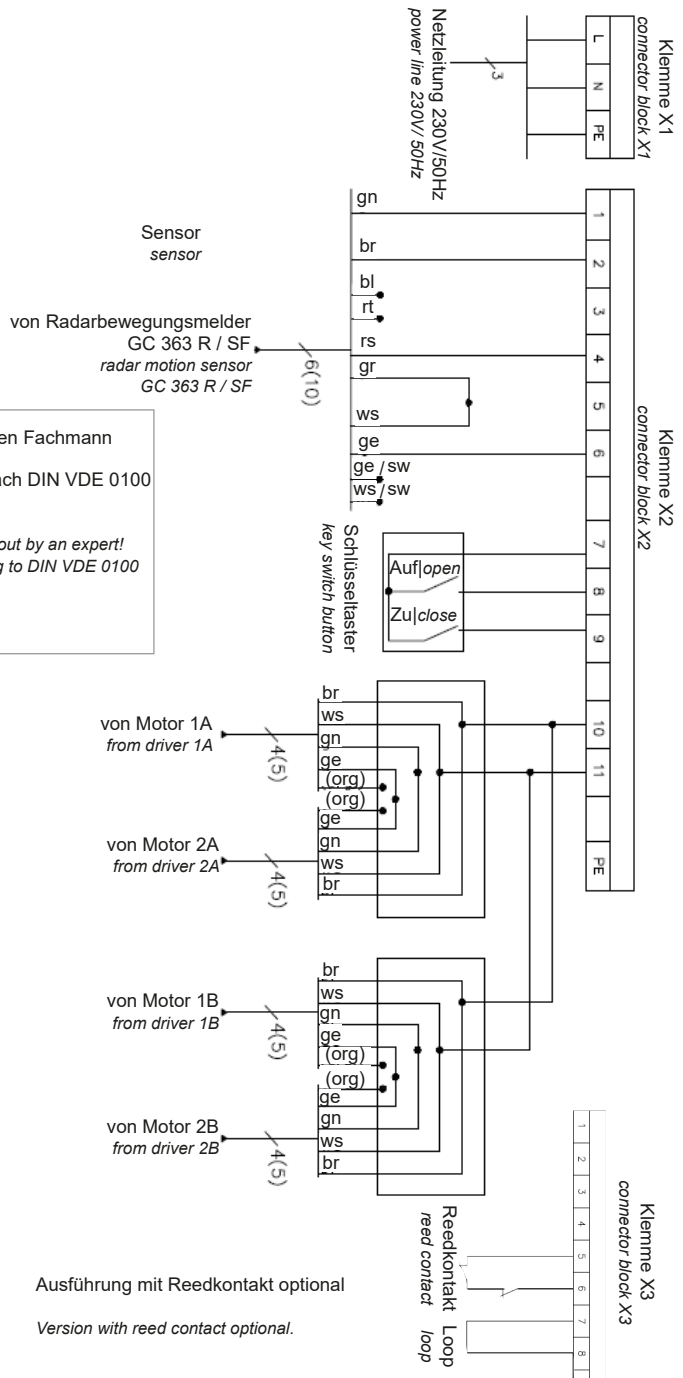 Klemme X1
connector block X1
L
N
PE
3
Netzleitung 230V/50Hz
power line 230V/ 50Hz
Klemme X2
connector block X2
1
2
3
4
5
6
7
8
9
10
11
PE
gn
br
bl
rt
rs
gr
ws
ge
ge / sw
ws / sw
Sensor
sensor
von Radarbewegungsmelder
GC 363 R / SF
radar motion sensor
GC 363 R / SF
6(10)
en Fachmann
ach DIN VDE 0100
out by an expert!
g to DIN VDE 0100
Schlüsseltaster
key switch button
Auf|open
Zu|close
von Motor 1A
from driver 1A
4(5)
br
ws
gn
ge
(org)
(org)
ge
gn
ws
br
von Motor 2A
from driver 2A
4(5)
von Motor 1B
from driver 1B
4(5)
br
ws
gn
ge
(org)
(org)
ge
gn
ws
br
von Motor 2B
from driver 2B
4(5)
Klemme X3
connector block X3
1
2
3
4
5
6
7
8
Reedkontakt
reed contact
Loop
loop
Ausführung mit Reedkontakt optional
Version with reed contact optional.